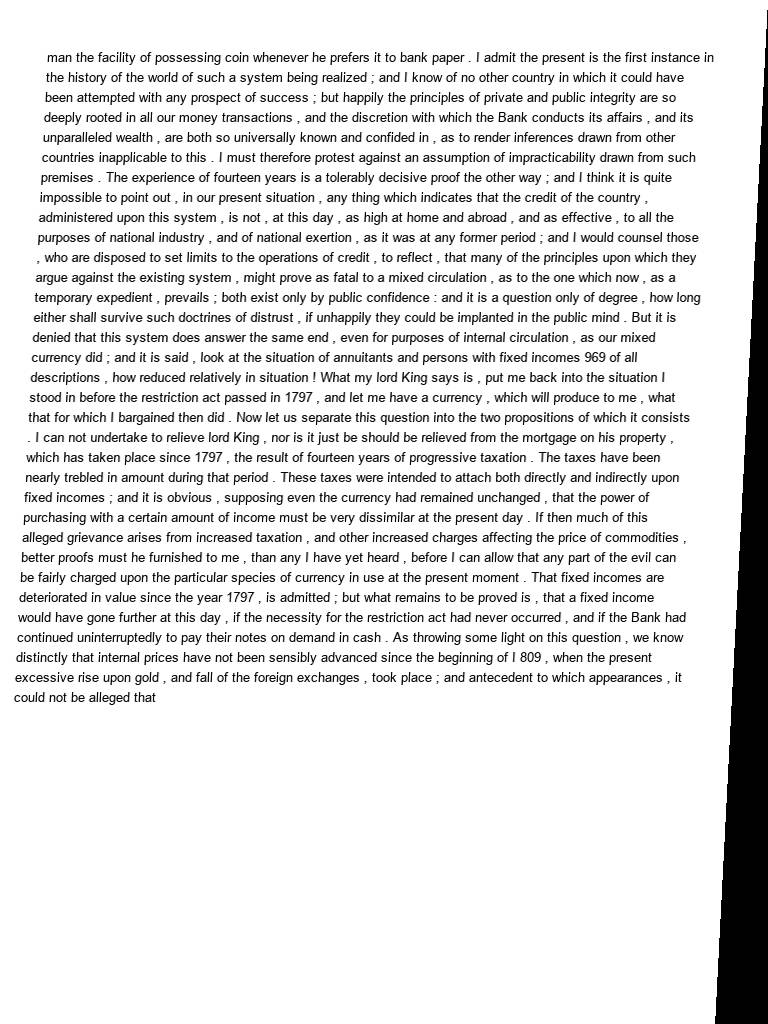 man the facility of possessing coin whenever he prefers it to bank paper . I admit the present is the first instance in
the history of the world of such a system being realized ; and I know of no other country in which it could have
been attempted with any prospect of success ; but happily the principles of private and public integrity are so
deeply rooted in all our money transactions , and the discretion with which the Bank conducts its affairs , and its
unparalleled wealth , are both so universally known and confided in , as to render inferences drawn from other
countries inapplicable to this . I must therefore protest against an assumption of impracticability drawn from such
premises . The experience of fourteen years is a tolerably decisive proof the other way ; and I think it is quite
impossible to point out , in our present situation , any thing which indicates that the credit of the country ,
administered upon this system , is not , at this day , as high at home and abroad , and as effective , to all the
purposes of national industry , and of national exertion , as it was at any former period ; and I would counsel those
, who are disposed to set limits to the operations of credit , to reflect , that many of the principles upon which they
argue against the existing system , might prove as fatal to a mixed circulation , as to the one which now , as a
temporary expedient , prevails ; both exist only by public confidence : and it is a question only of degree , how long
either shall survive such doctrines of distrust , if unhappily they could be implanted in the public mind . But it is
denied that this system does answer the same end , even for purposes of internal circulation , as our mixed
currency did ; and it is said , look at the situation of annuitants and persons with fixed incomes 969 of all
descriptions , how reduced relatively in situation ! What my lord King says is , put me back into the situation I
stood in before the restriction act passed in 1797 , and let me have a currency , which will produce to me , what
that for which I bargained then did . Now let us separate this question into the two propositions of which it consists
. I can not undertake to relieve lord King , nor is it just be should be relieved from the mortgage on his property ,
which has taken place since 1797 , the result of fourteen years of progressive taxation . The taxes have been
nearly trebled in amount during that period . These taxes were intended to attach both directly and indirectly upon
fixed incomes ; and it is obvious , supposing even the currency had remained unchanged , that the power of
purchasing with a certain amount of income must be very dissimilar at the present day . If then much of this
alleged grievance arises from increased taxation , and other increased charges affecting the price of commodities ,
better proofs must he furnished to me , than any I have yet heard , before I can allow that any part of the evil can
be fairly charged upon the particular species of currency in use at the present moment . That fixed incomes are
deteriorated in value since the year 1797 , is admitted ; but what remains to be proved is , that a fixed income
would have gone further at this day , if the necessity for the restriction act had never occurred , and if the Bank had
continued uninterruptedly to pay their notes on demand in cash . As throwing some light on this question , we know
distinctly that internal prices have not been sensibly advanced since the beginning of I 809 , when the present
excessive rise upon gold , and fall of the foreign exchanges , took place ; and antecedent to which appearances , it
could not be alleged that